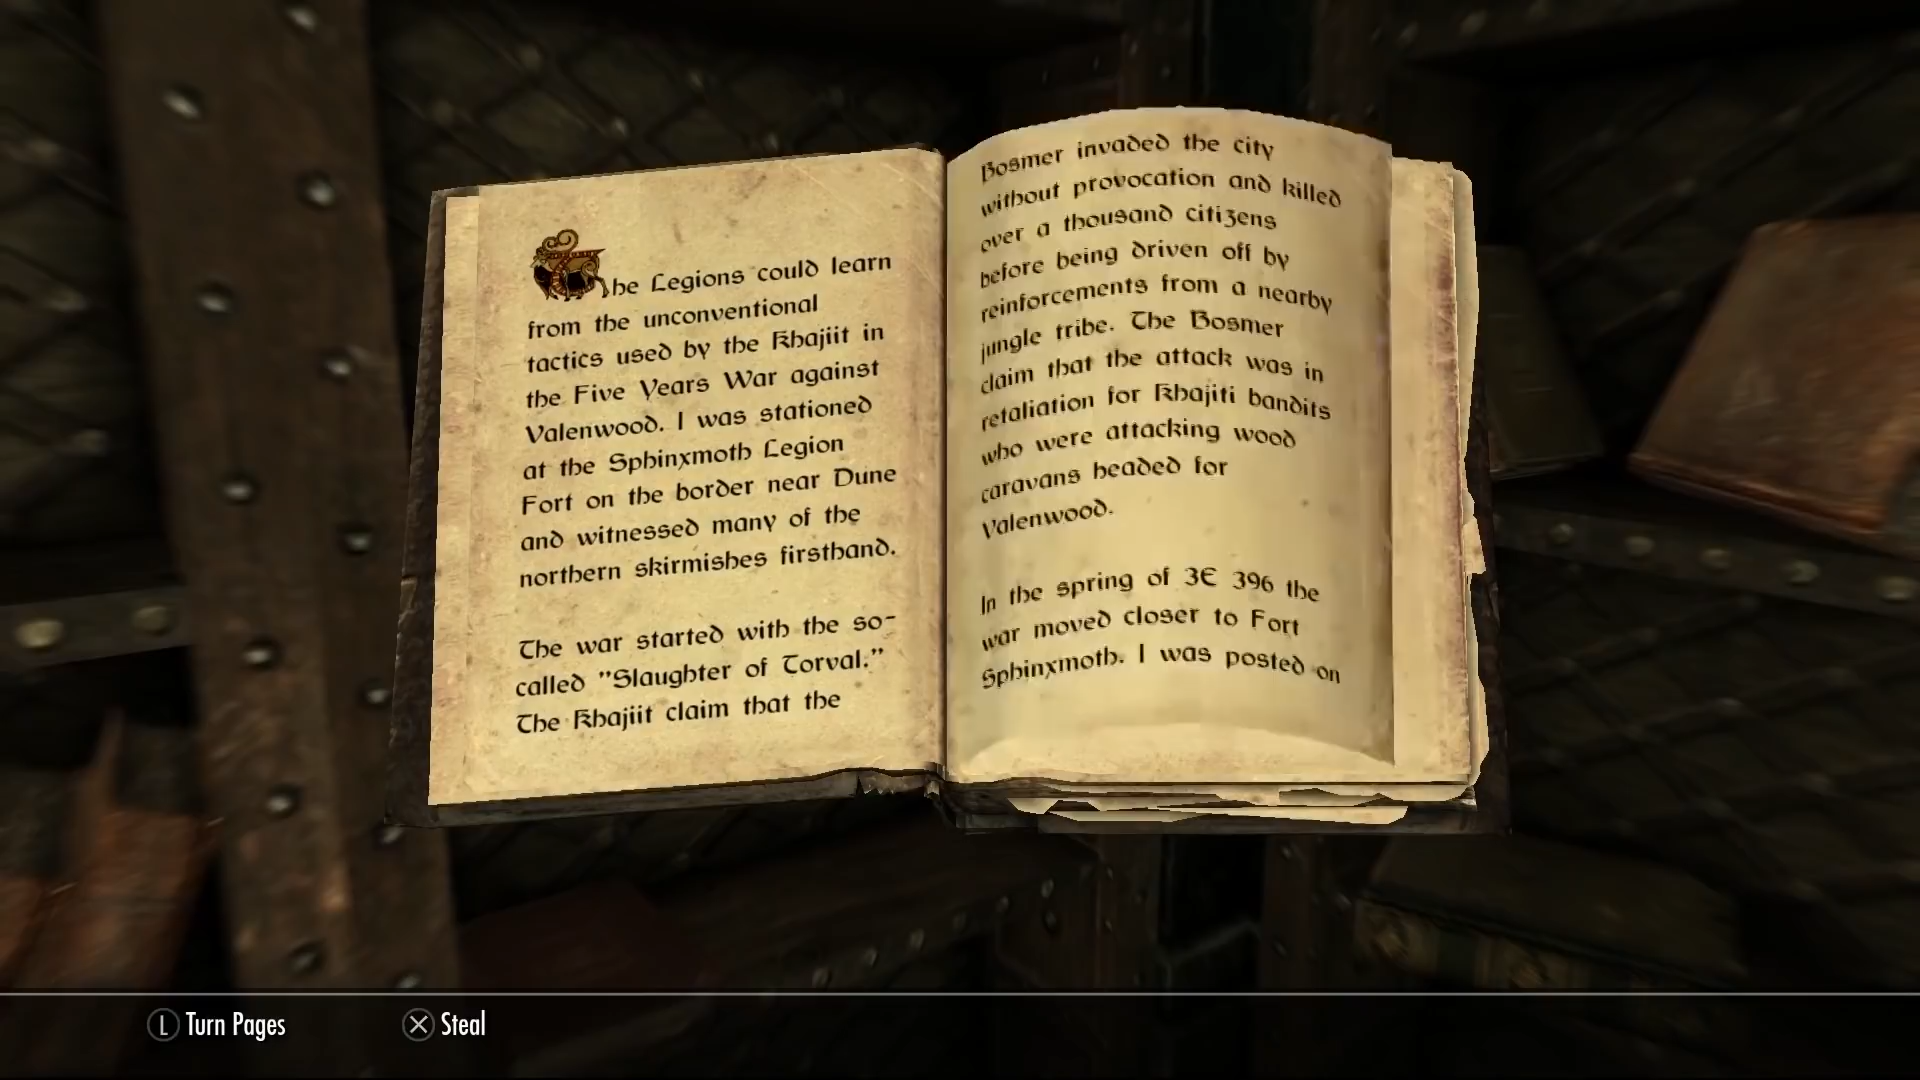 The Legions could learn
from the unconventional
tactics used by the Khajiit in
the Five Years War against
Valenwood. I was stationed
at the Sphinxmoth Legion
Fort on the border near Dune
and witnessed many of the
northern skirmishes firsthand.
The war started with the so-
called "Slaughter of Torval."
The Khajiit claim that the
Bosmer invaded the city
without provocation and killed
over a thousand citizens
before being driven off by
reinforcements from a nearby
jungle tribe. The Bosmer
claim that the attack was in
retaliation for Khajiti bandits
who were attacking wood
caravans headed for
Valenwood.
In the spring of 3E 396 the
war moved closer to Fort
Sphinxmoth. I was posted on
L Turn Pages
X Steal